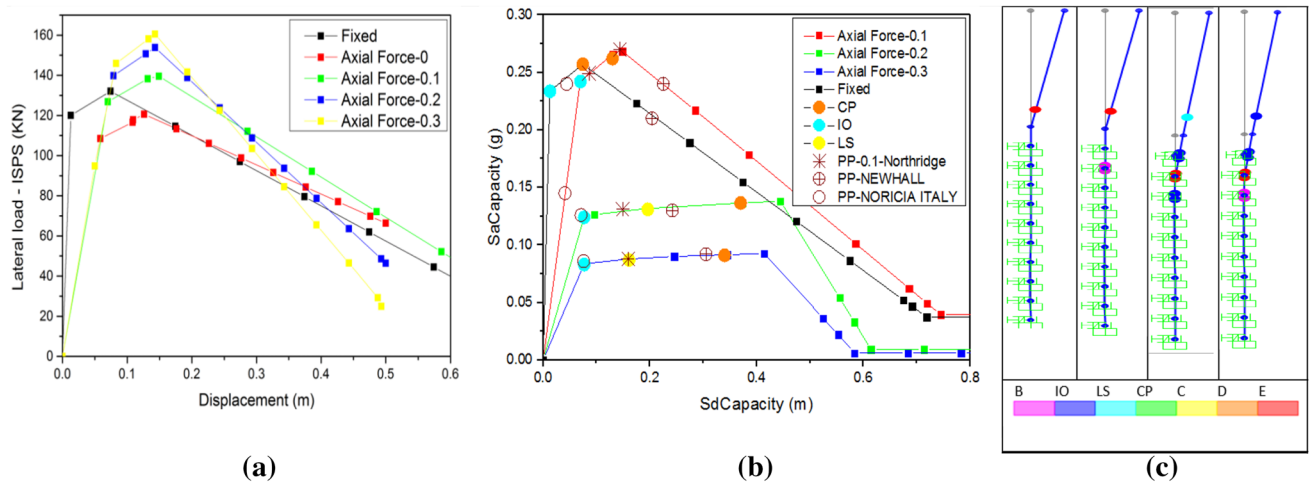 Lateral load - ISPS (KN)
160
140
120
100
80
60
40
20
0
0.0 0.1 0.2 0.3 0.4 0.5 0.6
Displacement (m)
Fixed
Axial Force-0
Axial Force-0.1
Axial Force-0.2
Axial Force-0.3
(a)
SaCapacity (g)
0.30
0.25
0.20
0.15
0.10
0.05
0.00
0.0 0.2 0.4 0.6 0.8
SdCapacity (m)
Axial Force-0.1
Axial Force-0.2
Axial Force-0.3
Fixed
CP
IO
LS
PP-0.1-Northridge
PP-NEWHALL
PP-NORICIA ITALY
(b)
B IO LS CP C D E
(c)